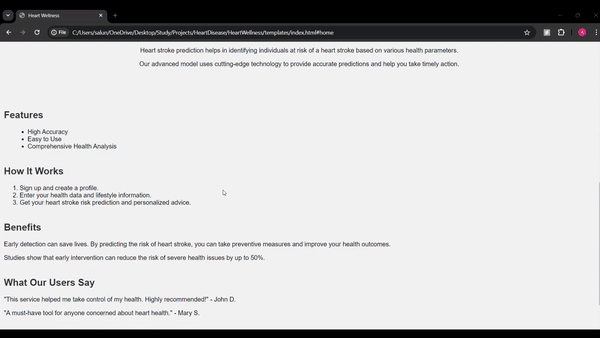 Heart Wellness
File
C:/Users/salun/OneDrive/Desktop/Study/Projects/HeartDisease/HeartWellness/templates/index.html#home
Heart stroke prediction helps in identifying individuals at risk of a heart stroke based on various health parameters.
Our advanced model uses cutting-edge technology to provide accurate predictions and help you take timely action.
Features
High Accuracy
Easy to Use
Comprehensive Health Analysis
How It Works
1. Sign up and create a profile.
2. Enter your health data and lifestyle information.
3. Get your heart stroke risk prediction and personalized advice.
Benefits
Early detection can save lives. By predicting the risk of heart stroke, you can take preventive measures and improve your health outcomes.
Studies show that early intervention can reduce the risk of severe health issues by up to 50%.
What Our Users Say
"This service helped me take control of my health. Highly recommended!" - John D.
"A must-have tool for anyone concerned about heart health." - Mary S.